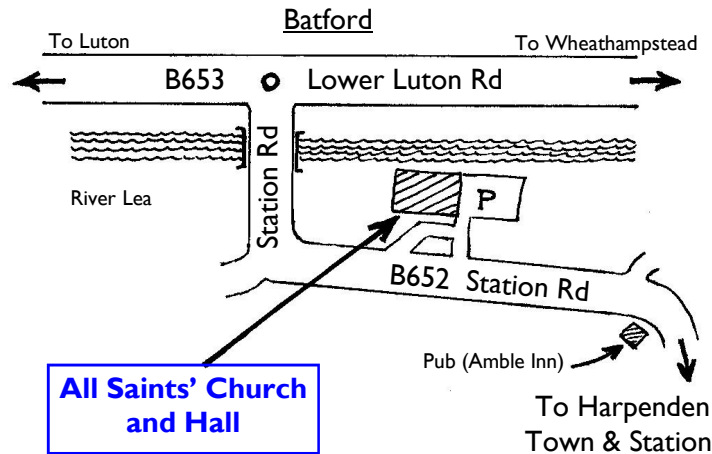 Batford
To Luton
To Wheathampstead
B653
Lower Luton Rd
Station Rd
River Lea
P
B652 Station Rd
Pub (Amble Inn)
All Saints’ Church
and Hall
To Harpenden
Town & Station